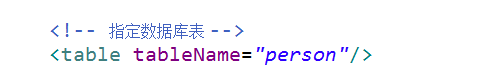 <!-- 指定数据库表 -->
<table tableName="person"/>